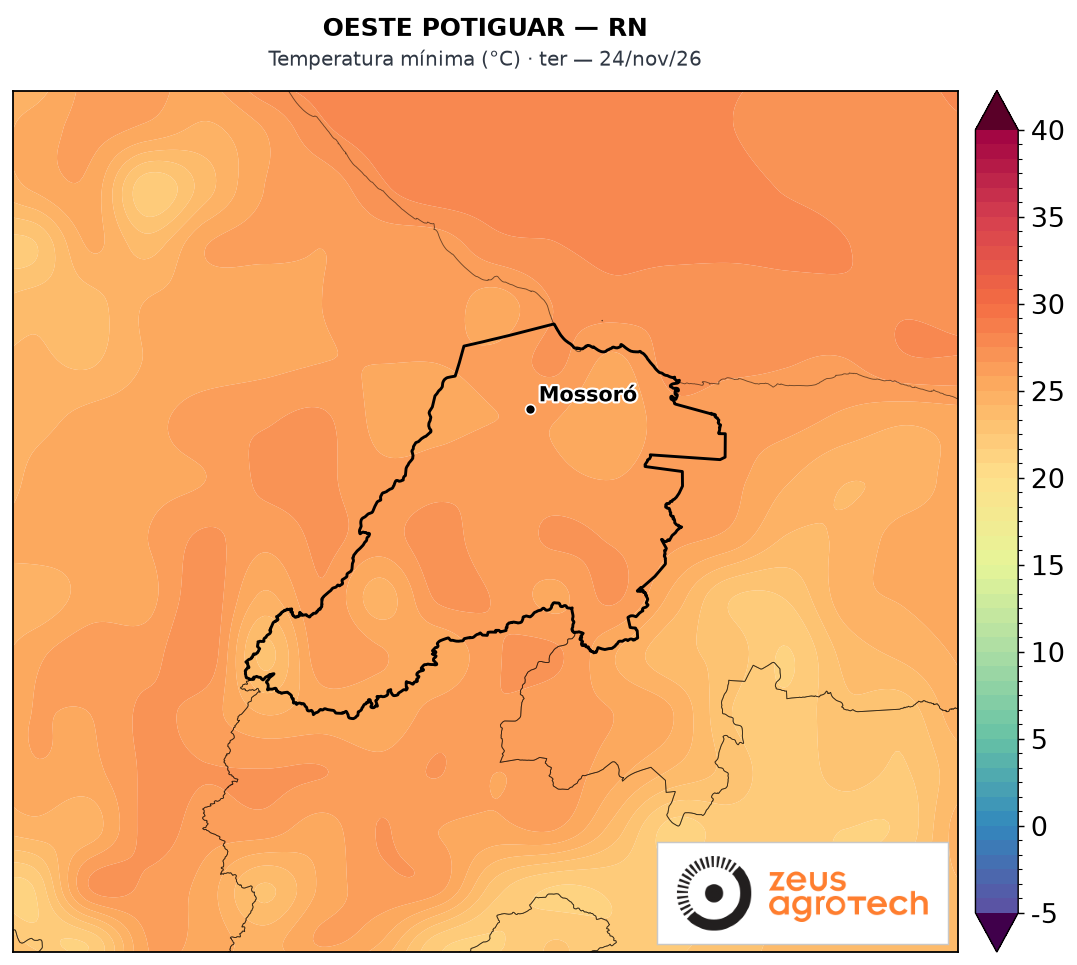 OESTE POTIGUAR — RN
Temperatura mínima (°C) · ter — 24/nov/26
Mossoró
40
35
30
25
20
15
10
5
0
-5
zeus
agrotech